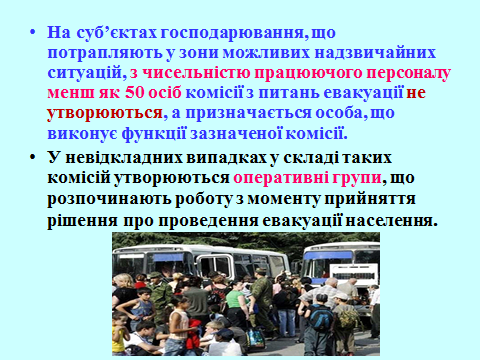 • На суб’єктах господарювання, що
потрапляють у зони можливих надзвичайних
ситуацій, з чисельністю працюючого персоналу
менш як 50 осіб комісії з питань евакуації не
утворюються, а призначається особа, що
виконує функції зазначеної комісії.
• У невідкладних випадках у складі таких
комісій утворюються оперативні групи, що
розпочинають роботу з моменту прийняття
рішення про проведення евакуації населення.